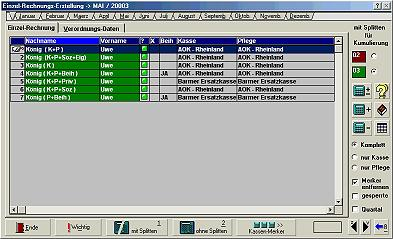 Einzel-Rechnungs-Erstellung -> MAI / 20003
Januar Februar Maerz April Mai Juni Juli August Septemb Oktob. Novemb. Dezemb.
Einzel-Rechnung Verordnungs-Daten
mit Splitten
für
Kumulierung
Nachname Vorname ? X Beih Kasse Pflege
König (K+P) Uwe AOK - Rheinland AOK - Rheinland
2 König (K+P+Soz+Eig) Uwe AOK - Rheinland AOK - Rheinland
3 König (K) Uwe AOK - Rheinland AOK - Rheinland
4 König (K+P+Beih) Uwe JA AOK - Rheinland AOK - Rheinland
5 König (K+P+Priv) Uwe Barmer Ersatzkasse Barmer Ersatzkasse
6 König (K+P+Soz) Uwe AOK - Rheinland AOK - Rheinland
7 König (P+Beih) Uwe JA Barmer Ersatzkasse Barmer Ersatzkasse
02
03
Komplett
nur Kasse
nur Pflege
Merker
entfernen
gesperrte
Quartal
Ende
Wichtig
1
mit Splitten
2
ohne Splitten
>>>
Kassen-Merker